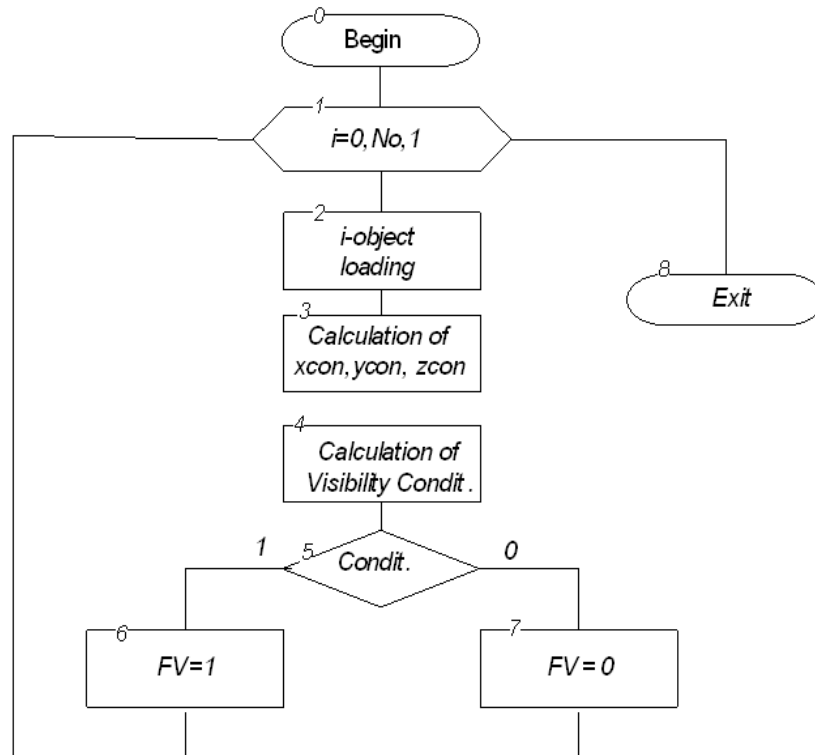 0
Begin
1
i=0, No, 1
2
i-object
loading
8
Exit
3
Calculation of
xcon, ycon, zcon
4
Calculation of
Visibility Condit.
1
5
Condit.
0
6
FV=1
7
FV = 0